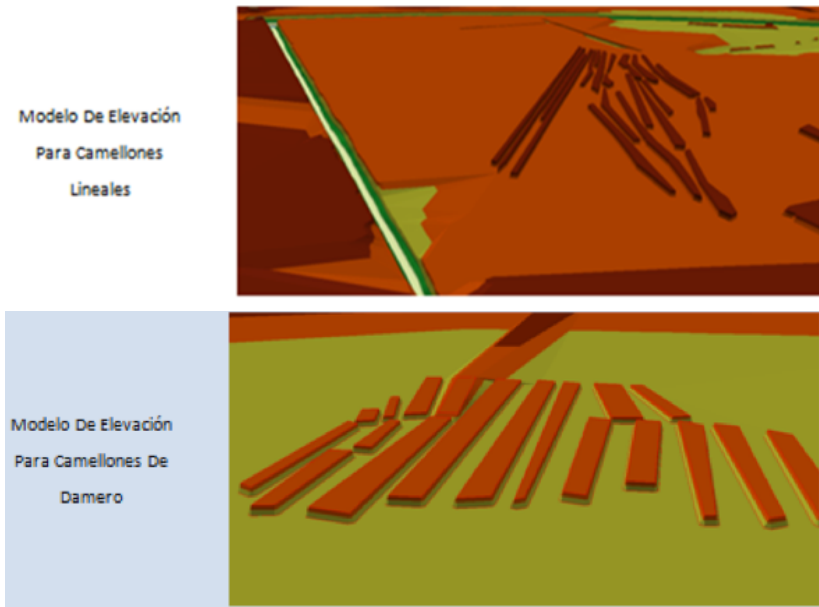 Modelo De Elevación
Para Camellones
Lineales
Modelo De Elevación
Para Camellones De
Damero